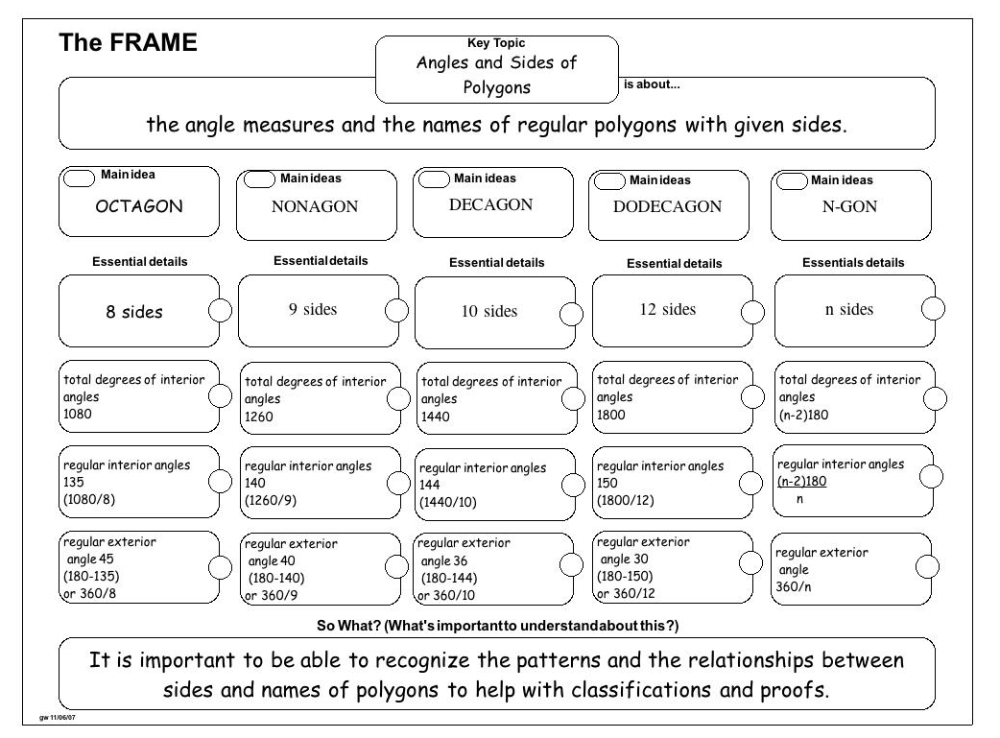 The FRAME
Key Topic
Angles and Sides of
Polygons
is about...
the angle measures and the names of regular polygons with given sides.
Main idea
OCTAGON
Main ideas
NONAGON
Main ideas
DECAGON
Main ideas
DODECAGON
Main ideas
N-GON
Essential details
Essential details
Essential details
Essential details
Essentials details
8 sides
9 sides
10 sides
12 sides
n sides
total degrees of interior
angles
1080
total degrees of interior
angles
1260
total degrees of interior
angles
1440
total degrees of interior
angles
1800
total degrees of interior
angles
(n-2)180
regular interior angles
135
(1080/8)
regular interior angles
140
(1260/9)
regular interior angles
144
(1440/10)
regular interior angles
150
(1800/12)
regular interior angles
(n-2)180
n
regular exterior
angle 45
(180-135)
or 360/8
regular exterior
angle 40
(180-140)
or 360/9
regular exterior
angle 36
(180-144)
or 360/10
regular exterior
angle 30
(180-150)
or 360/12
regular exterior
angle
360/n
So What? (What's important to understand about this?)
It is important to be able to recognize the patterns and the relationships between
sides and names of polygons to help with classifications and proofs.
gw 11/06/07